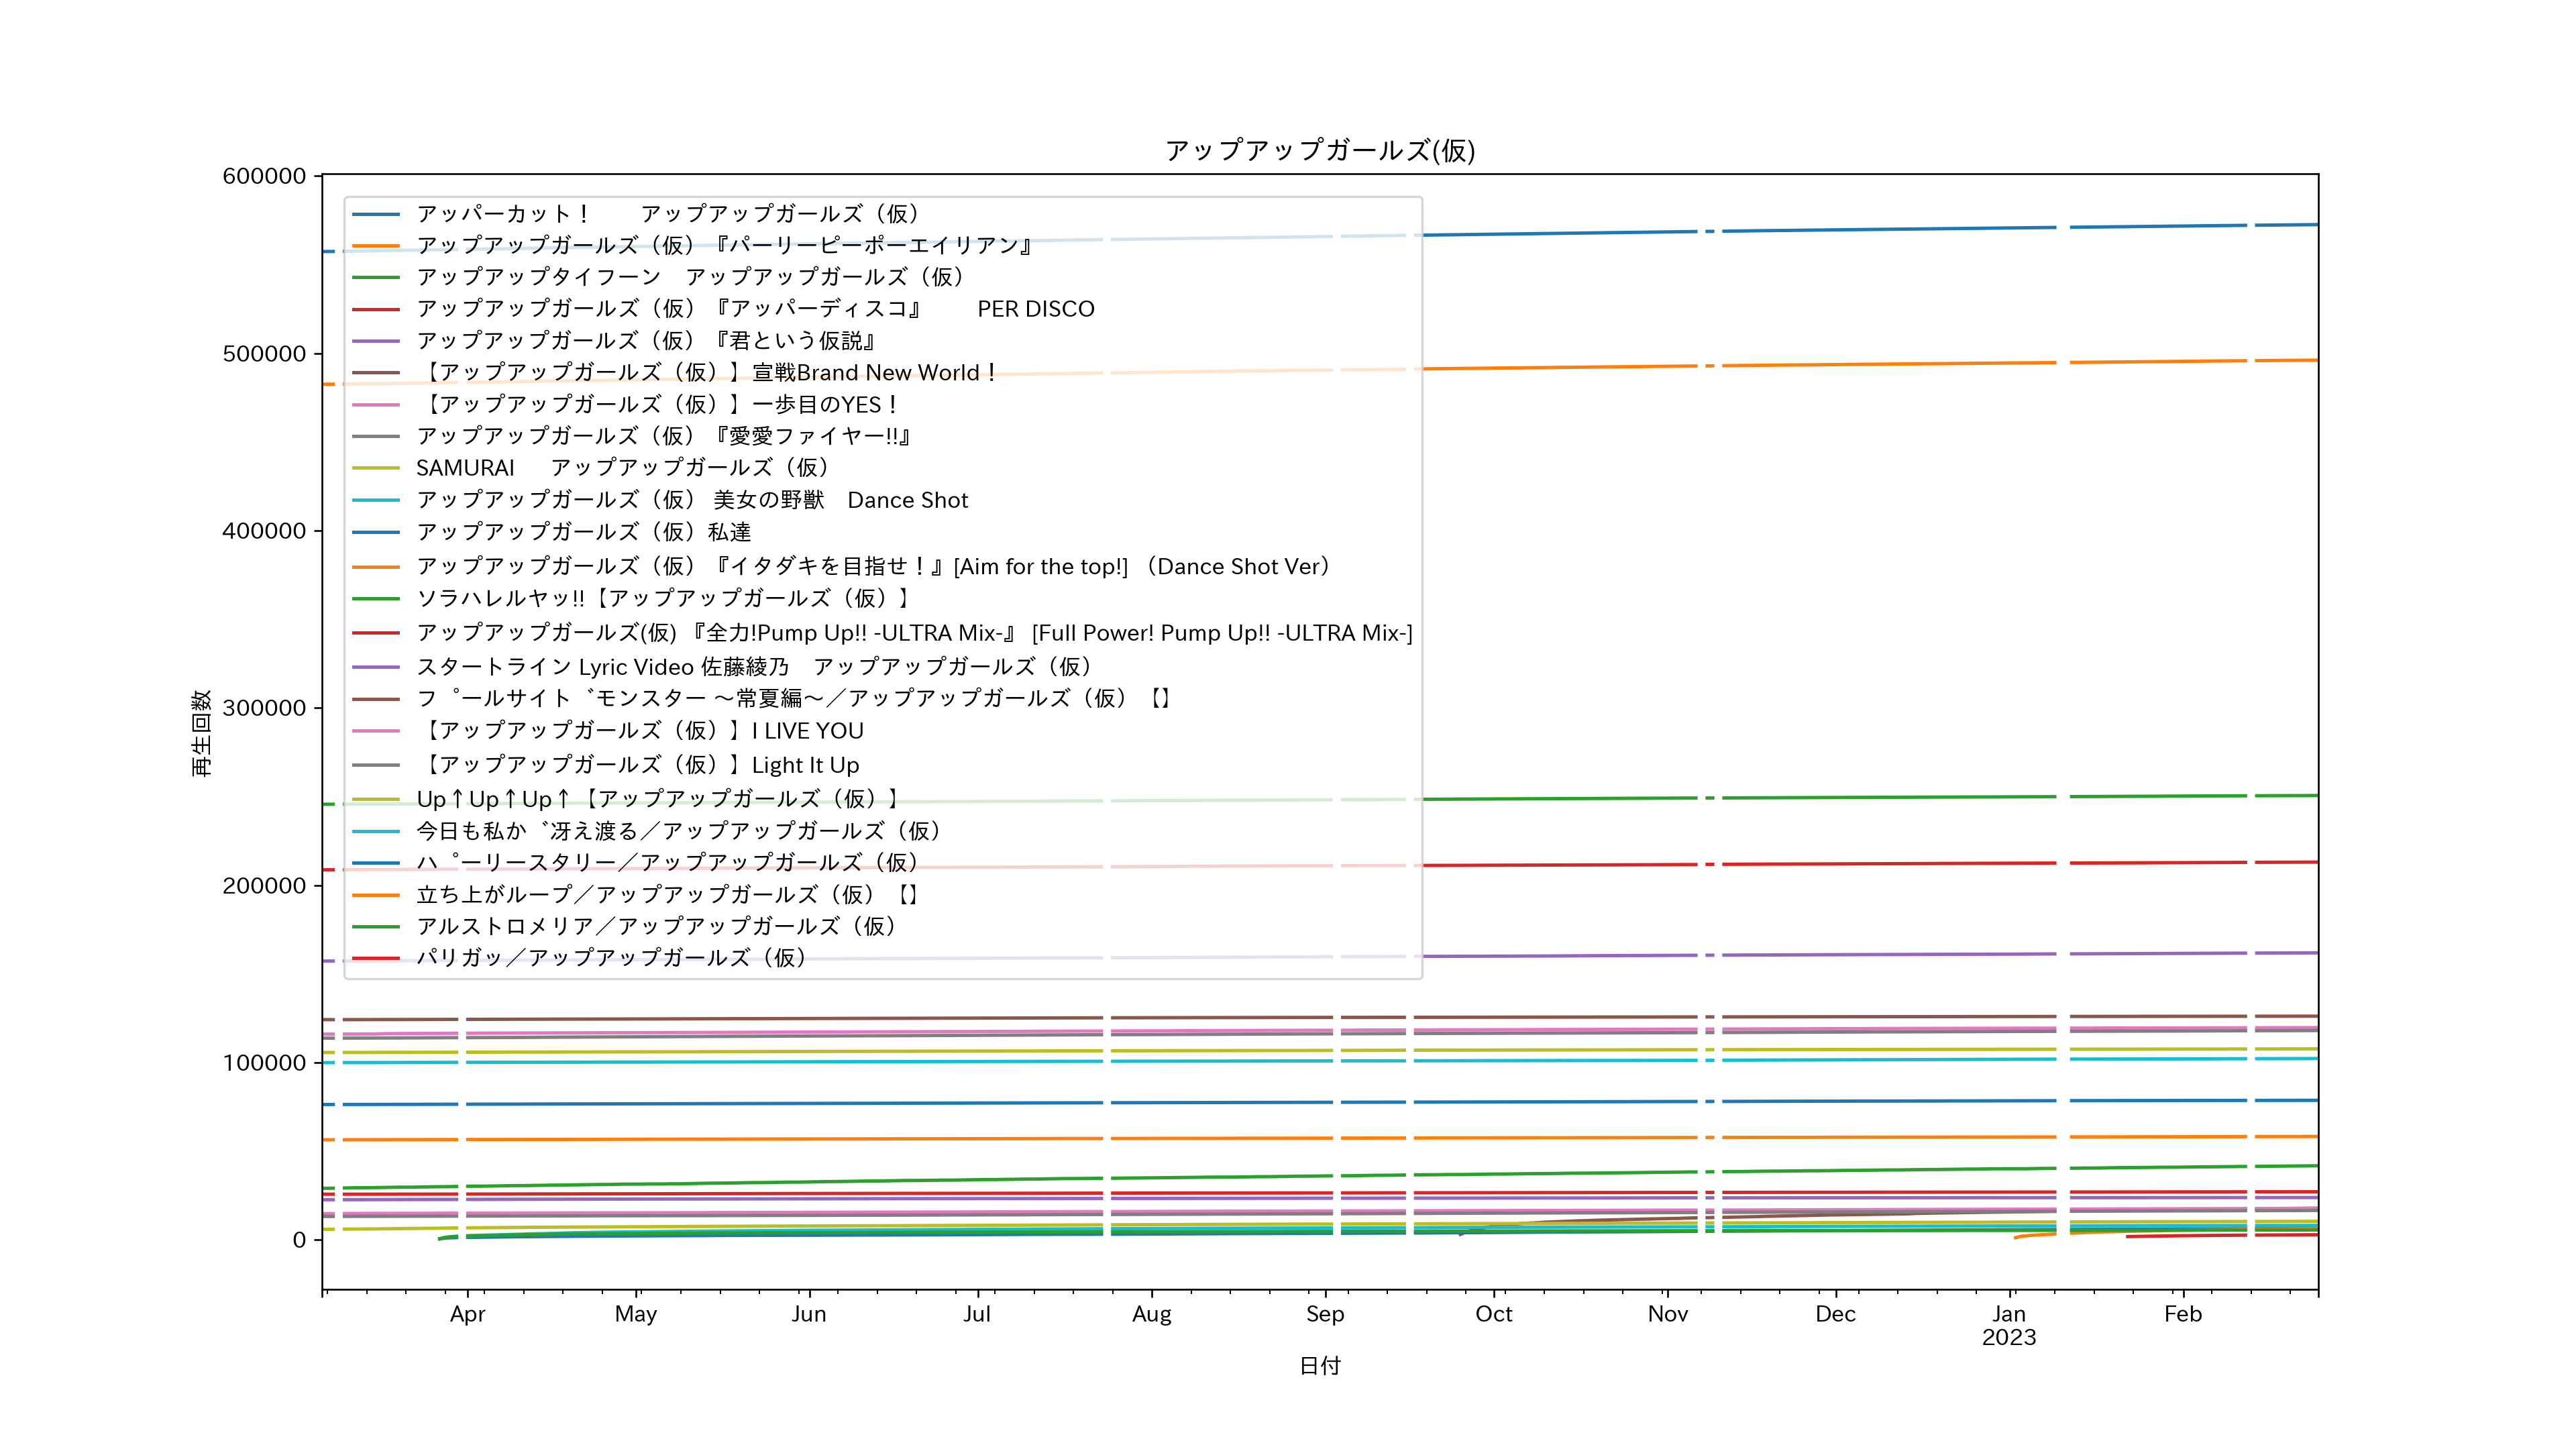 アップアップガールズ(仮)
600000
500000
400000
300000
200000
100000
0
再生回数
アッパーカット！　　アップアップガールズ（仮）
アップアップガールズ（仮）『パーリーピーポーエイリアン』
アップアップタイフーン　アップアップガールズ（仮）
アップアップガールズ（仮）『アッパーディスコ』　　PER DISCO
アップアップガールズ（仮）『君という仮説』
【アップアップガールズ（仮）】宣戦Brand New World！
【アップアップガールズ（仮）】一歩目のYES！
アップアップガールズ（仮）『愛愛ファイヤー!!』
SAMURAI　 アップアップガールズ（仮）
アップアップガールズ（仮） 美女の野獣　Dance Shot
アップアップガールズ（仮）私達
アップアップガールズ（仮）『イタダキを目指せ！』[Aim for the top!] （Dance Shot Ver）
ソラハレルヤッ!!【アップアップガールズ（仮）】
アップアップガールズ(仮) 『全力!Pump Up!! -ULTRA Mix-』 [Full Power! Pump Up!! -ULTRA Mix-]
スタートライン Lyric Video 佐藤綾乃　アップアップガールズ（仮）
フ゜ールサイト゛モンスター ～常夏編～／アップアップガールズ（仮）【】
【アップアップガールズ（仮）】I LIVE YOU
【アップアップガールズ（仮）】Light It Up
Up↑Up↑Up↑【アップアップガールズ（仮）】
今日も私か゛冴え渡る／アップアップガールズ（仮）
ハ゜ーリースタリー／アップアップガールズ（仮）
立ち上がループ／アップアップガールズ（仮）【】
アルストロメリア／アップアップガールズ（仮）
パリガッ／アップアップガールズ（仮）
Apr May Jun Jul Aug Sep Oct Nov Dec Jan Feb
2023
日付